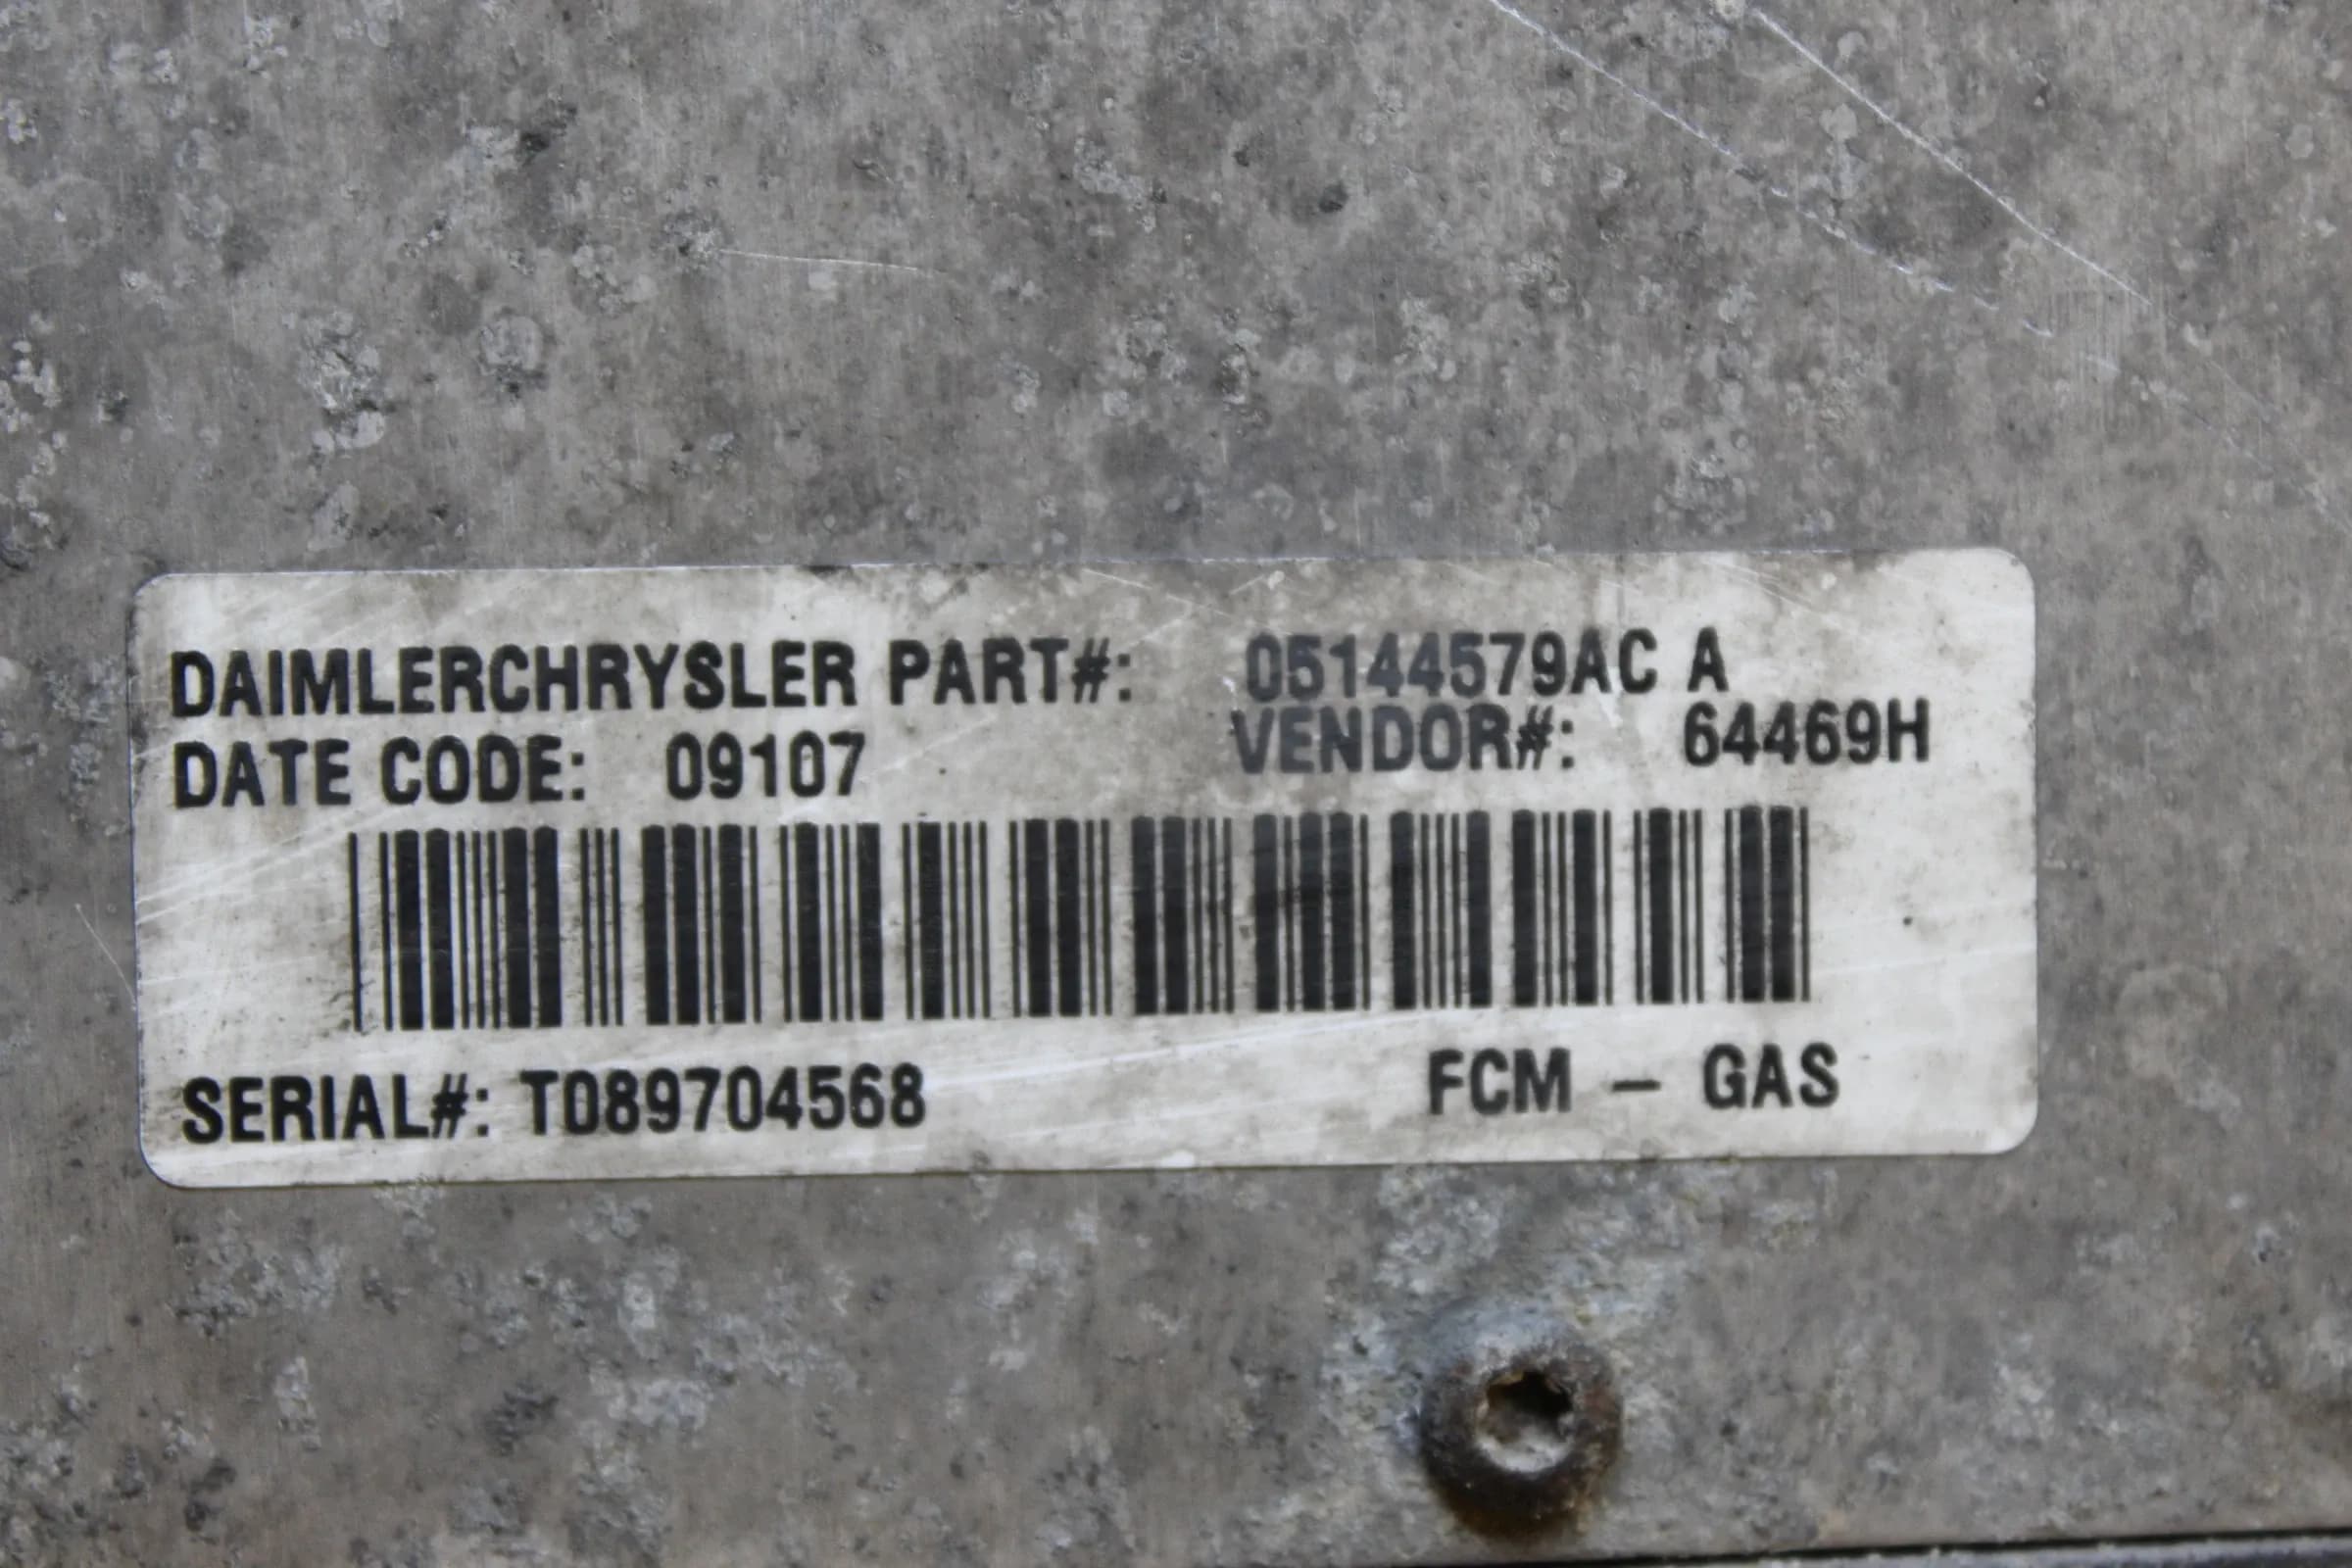 DAIMLERCHRYSLER PART#: 05144579AC A
DATE CODE: 09107 VENDOR#: 64469H
SERIAL#: T089704568 FCM - GAS